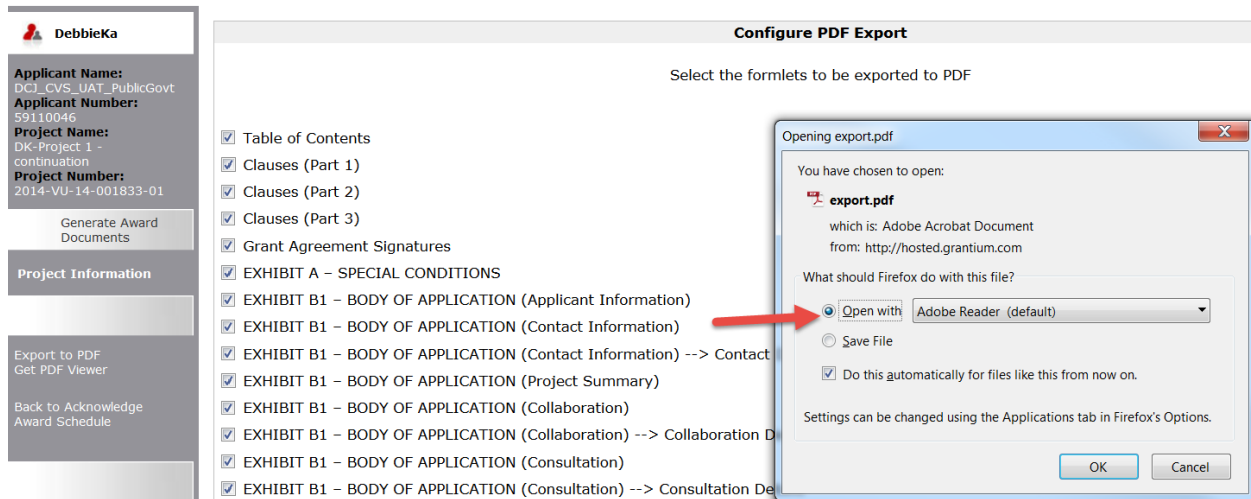 DebbieKa
Applicant Name:
DCJ_CVS_UAT_PublicGovt
Applicant Number:
59110046
Project Name:
DK-Project 1 -
continuation
Project Number:
2014-VU-14-001833-01
Generate Award
Documents
Project Information
Export to PDF
Get PDF Viewer
Back to Acknowledge
Award Schedule
Configure PDF Export
Select the formlets to be exported to PDF
Table of Contents
Clauses (Part 1)
Clauses (Part 2)
Clauses (Part 3)
Grant Agreement Signatures
EXHIBIT A – SPECIAL CONDITIONS
EXHIBIT B1 – BODY OF APPLICATION (Applicant Information)
EXHIBIT B1 – BODY OF APPLICATION (Contact Information)
EXHIBIT B1 – BODY OF APPLICATION (Contact Information) --> Contact
EXHIBIT B1 – BODY OF APPLICATION (Project Summary)
EXHIBIT B1 – BODY OF APPLICATION (Collaboration)
EXHIBIT B1 – BODY OF APPLICATION (Collaboration) --> Collaboration D
EXHIBIT B1 – BODY OF APPLICATION (Consultation)
EXHIBIT B1 – BODY OF APPLICATION (Consultation) --> Consultation De
Opening export.pdf
You have chosen to open:
export.pdf
which is: Adobe Acrobat Document
from: http://hosted.grantium.com
What should Firefox do with this file?
Open with Adobe Reader (default)
Save File
Do this automatically for files like this from now on.
Settings can be changed using the Applications tab in Firefox's Options.
OK Cancel